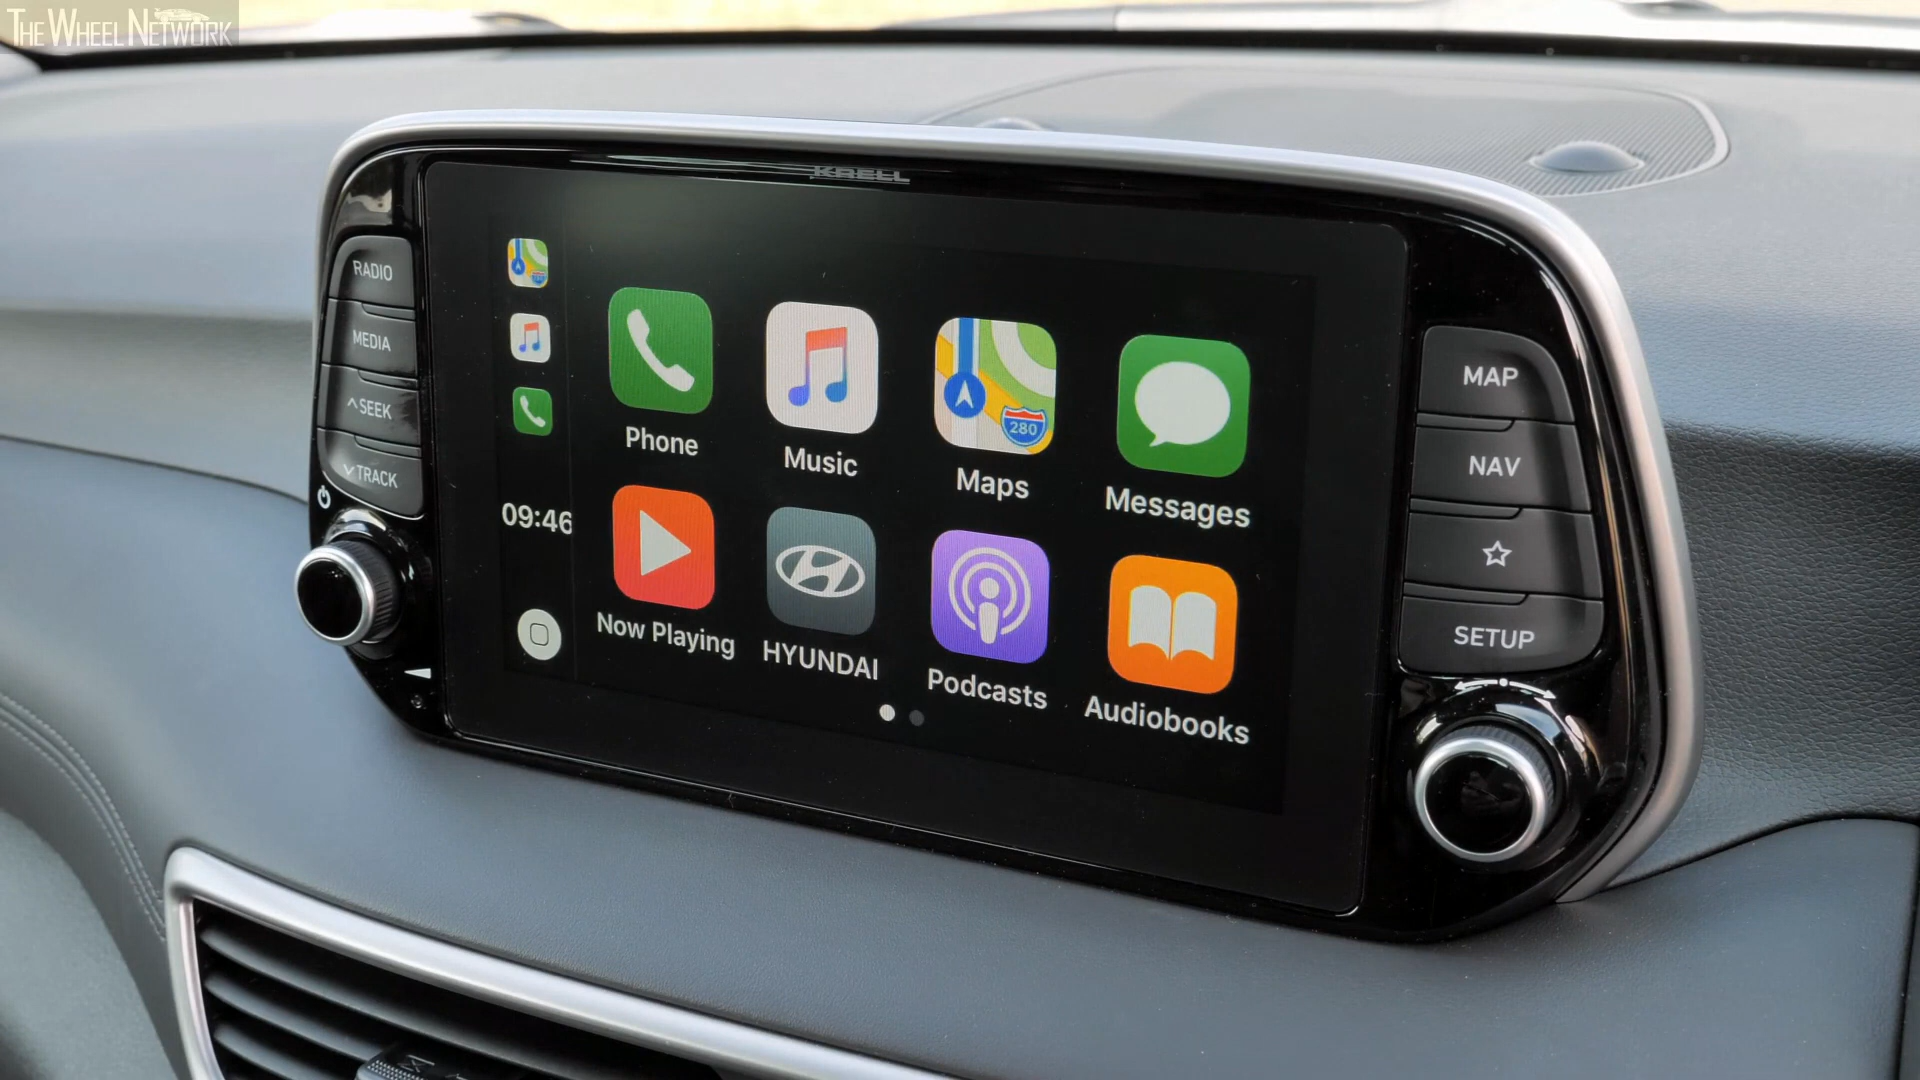 THE WHEEL NETWORK
KRELL
RADIO
MEDIA
SEEK
TRACK
09:46
Phone
Music
280
Maps
Messages
Now Playing
HYUNDAI
Podcasts
Audiobooks
MAP
NAV
SETUP